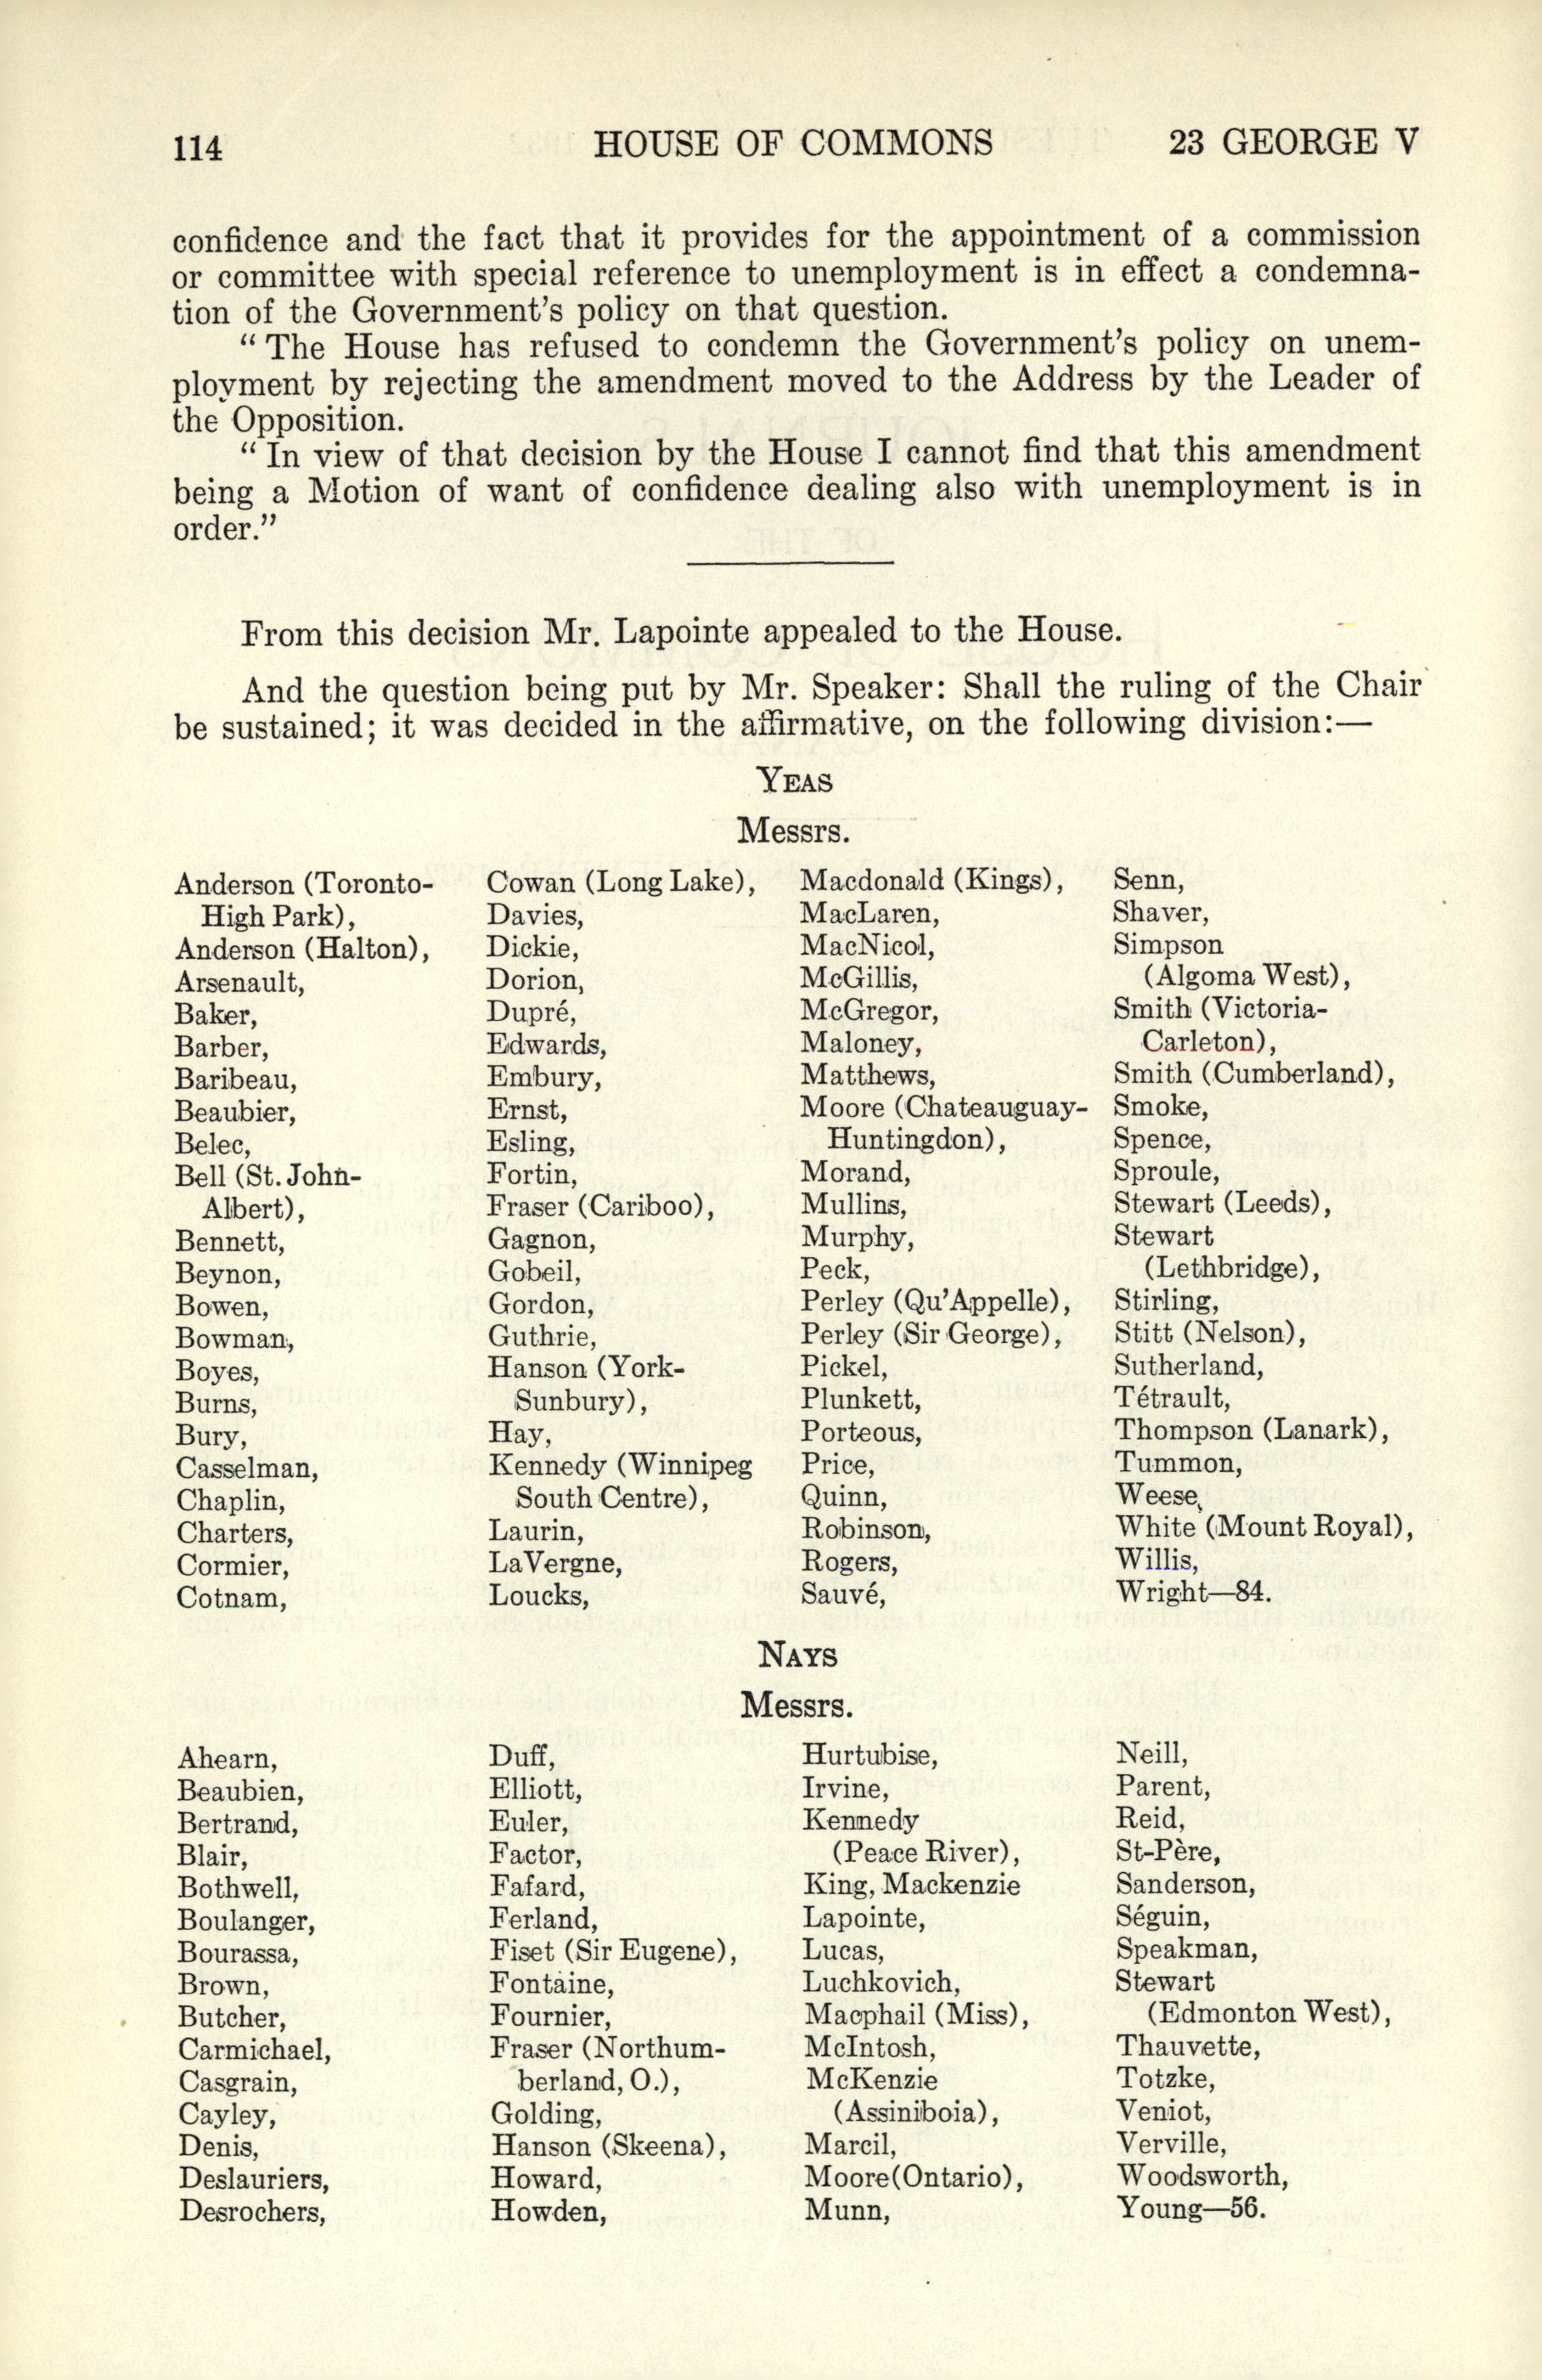 114 HOUSE OF COMMONS 23 GEORGE V
confidence and the fact that it provides for the appointment of a commission
or committee with special reference to unemployment is in effect a condemna-
tion of the Government's policy on that question.
“ The House has refused to condemn the Government's policy on unem-
ployment by rejecting the amendment moved to the Address by the Leader of
the Opposition.
“ In view of that decision by the House I cannot find that this amendment
being a Motion of want of confidence dealing also with unemployment is in
order.”
From this decision Mr. Lapointe appealed to the House.
And the question being put by Mr. Speaker: Shall the ruling of the Chair
be sustained; it was decided in the affirmative, on the following division:—
YEAS
Messrs.
Anderson (Toronto-
High Park),
Anderson (Halton),
Arsenault,
Baker,
Barber,
Baribeau,
Beaubier,
Belec,
Bell (St. John-
Albert),
Bennett,
Beynon,
Bowen,
Bowman,
Boyes,
Burns,
Bury,
Casselman,
Chaplin,
Charters,
Cormier,
Cotnam,
Cowan (Long Lake),
Davies,
Dickie,
Dorion,
Dupré,
Edwards,
Embury,
Ernst,
Esling,
Fortin,
Fraser (Cariboo),
Gagnon,
Gobeil,
Gordon,
Guthrie,
Hanson (York-
Sunbury),
Hay,
Kennedy (Winnipeg
South Centre),
Laurin,
LaVergne,
Loucks,
Macdonald (Kings),
MacLaren,
MacNicol,
McGillis,
McGregor,
Maloney,
Matthews,
Moore (Chateauguay-
Huntingdon),
Morand,
Mullins,
Murphy,
Peck,
Perley (Qu'Appelle),
Perley (Sir George),
Pickel,
Plunkett,
Porteous,
Price,
Quinn,
Robinson,
Rogers,
Sauvé,
Senn,
Shaver,
Simpson
(Algoma West),
Smith (Victoria-
Carleton),
Smith (Cumberland),
Smoke,
Spence,
Sproule,
Stewart (Leeds),
Stewart
(Lethbridge),
Stirling,
Stitt (Nelson),
Sutherland,
Tétrault,
Thompson (Lanark),
Tummon,
Weese,
White (Mount Royal),
Willis,
Wright—84.
NAYS
Messrs.
Ahearn,
Beaubien,
Bertrand,
Blair,
Bothwell,
Boulanger,
Bourassa,
Brown,
Butcher,
Carmichael,
Casgrain,
Cayley,
Denis,
Deslauriers,
Desrochers,
Duff,
Elliott,
Euler,
Factor,
Fafard,
Ferland,
Fiset (Sir Eugene),
Fontaine,
Fournier,
Fraser (Northum-
berland, O.),
Golding,
Hanson (Skeena),
Howard,
Howden,
Hurtubise,
Irvine,
Kennedy
(Peace River),
King, Mackenzie
Lapointe,
Lucas,
Luchkovich,
Macphail (Miss),
McIntosh,
McKenzie
(Assiniboia),
Marcil,
Moore(Ontario),
Munn,
Neill,
Parent,
Reid,
St-Père,
Sanderson,
Séguin,
Speakman,
Stewart
(Edmonton West),
Thauvette,
Totzke,
Veniot,
Verville,
Woodsworth,
Young—56.